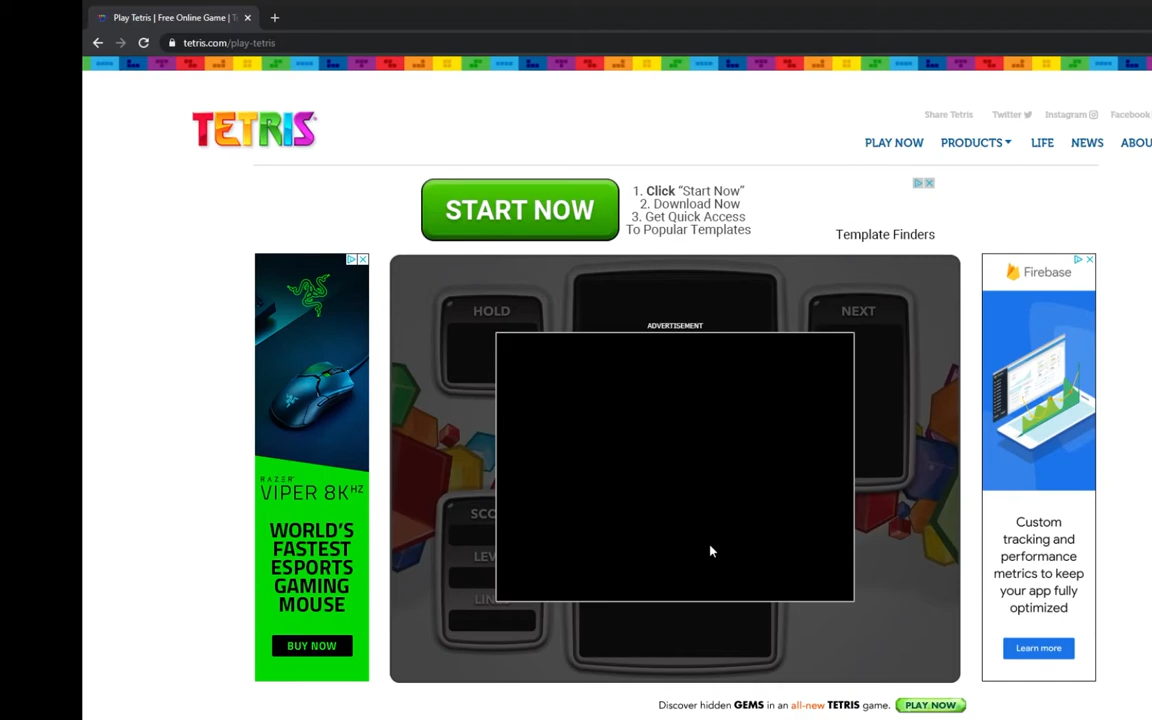 Play Tetris | Free Online Game |
tetris.com/play-tetris
TETRIS
Share Tetris Twitter Instagram Facebook
PLAY NOW PRODUCTS LIFE NEWS ABOU
START NOW
1. Click “Start Now”
2. Download Now
3. Get Quick Access
To Popular Templates
Template Finders
HOLD
NEXT
ADVERTISEMENT
SCO
LEV
LIN
RAZER
VIPER 8K HZ
WORLD'S
FASTEST
ESPORTS
GAMING
MOUSE
BUY NOW
Firebase
Custom
tracking and
performance
metrics to keep
your app fully
optimized
Learn more
Discover hidden GEMS in an all-new TETRIS game. PLAY NOW